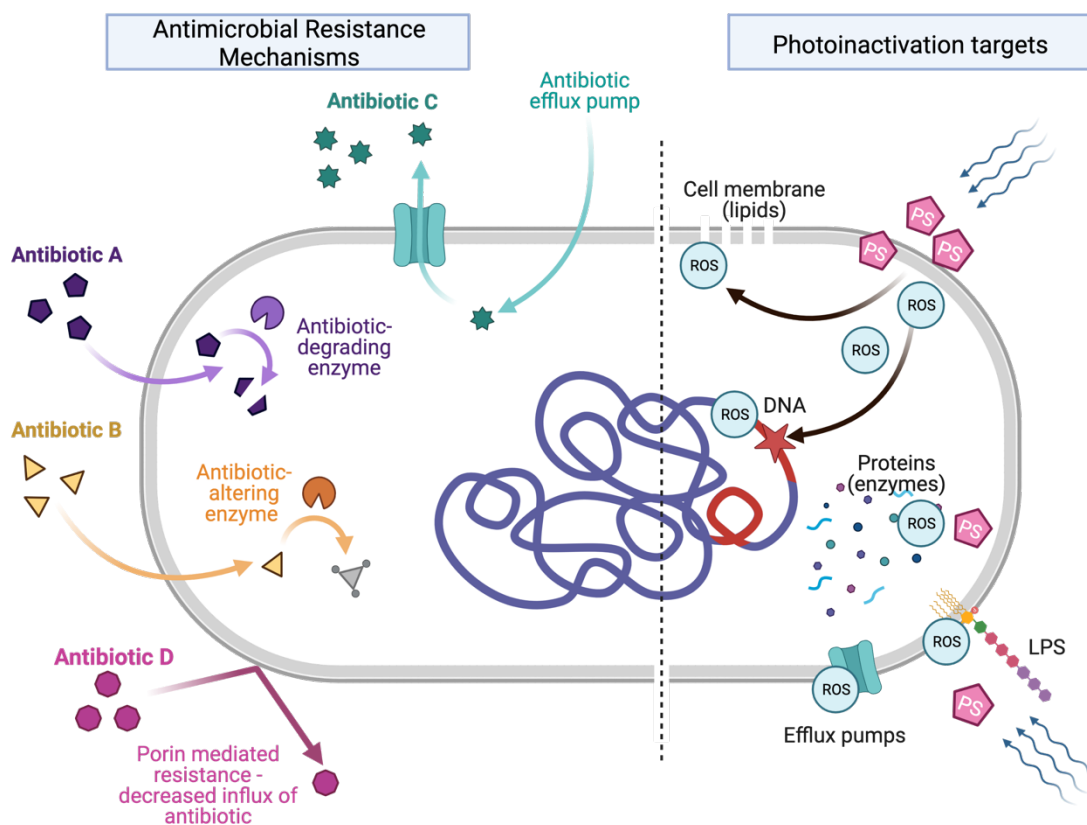 Antimicrobial Resistance
Mechanisms
Photoinactivation targets
Antibiotic C
Antibiotic
efflux pump
Cell membrane
(lipids)
PS
PS
PS
ROS
ROS
ROS
Antibiotic A
Antibiotic-
degrading
enzyme
ROS
DNA
Antibiotic B
Antibiotic-
altering
enzyme
Proteins
(enzymes)
ROS
PS
ROS
LPS
Antibiotic D
ROS
PS
Efflux pumps
Porin mediated
resistance -
decreased influx of
antibiotic